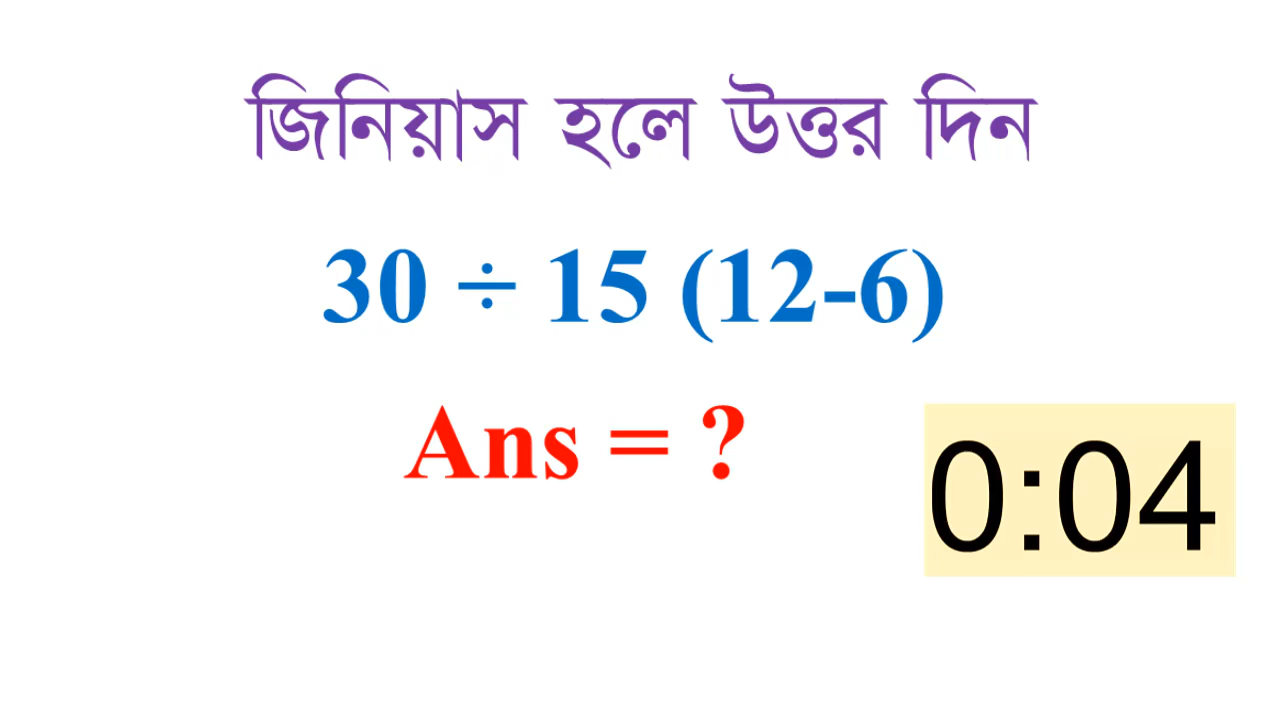 জিনিয়াস হলে উত্তর দিন
30 ÷ 15 (12-6)
Ans = ?
0:04